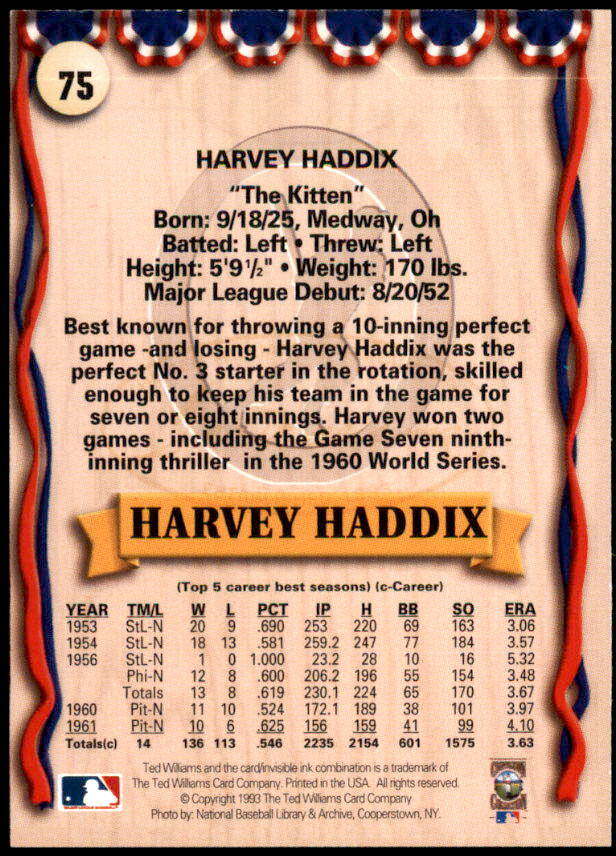 75
HARVEY HADDIX
"The Kitten"
Born: 9/18/25, Medway, Oh
Batted: Left • Threw: Left
Height: 5'9 1/2" • Weight: 170 lbs.
Major League Debut: 8/20/52
Best known for throwing a 10-inning perfect
game -and losing - Harvey Haddix was the
perfect No. 3 starter in the rotation, skilled
enough to keep his team in the game for
seven or eight innings. Harvey won two
games - including the Game Seven ninth-
inning thriller in the 1960 World Series.
HARVEY HADDIX
(Top 5 career best seasons) (c-Career)
YEAR TM/L W L PCT IP H BB SO ERA
1953 StL-N 20 9 .690 253 220 69 163 3.06
1954 StL-N 18 13 .581 259.2 247 77 184 3.57
1956 StL-N 1 0 1.000 23.2 28 10 16 5.32
Phi-N 12 8 .600 206.2 196 55 154 3.48
Totals 13 8 .619 230.1 224 65 170 3.67
1960 Pit-N 11 10 .524 172.1 189 38 101 3.97
1961 Pit-N 10 6 .625 156 159 41 99 4.10
Totals(c) 14 136 113 .546 2235 2154 601 1575 3.63
Ted Williams and the card/invisible ink combination is a trademark of
The Ted Williams Card Company. Printed in the USA. All rights reserved.
© Copyright 1993 The Ted Williams Card Company
Photo by: National Baseball Library & Archive, Cooperstown, NY.